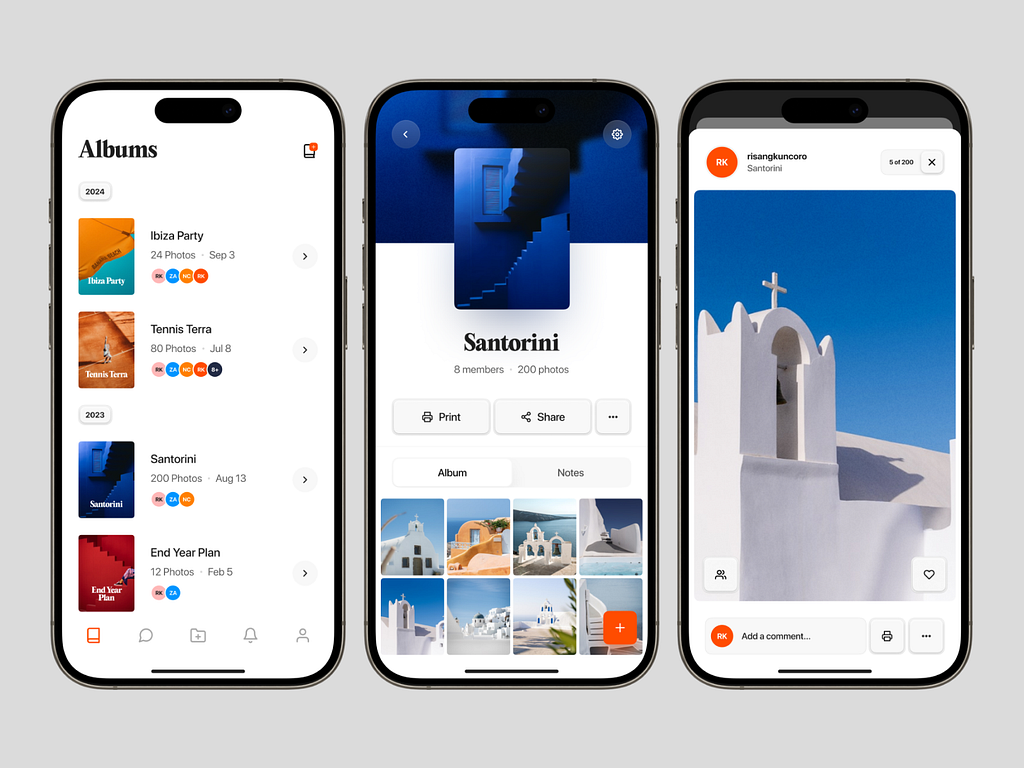 Albums
2024
Ibiza Party
Ibiza Party
24 Photos · Sep 3
RK ZA NC RK
Tennis Terra
Tennis Terra
80 Photos · Jul 8
RK ZA NC RK 8+
2023
Santorini
Santorini
200 Photos · Aug 13
RK ZA NC
End Year Plan
End Year
Plan
12 Photos · Feb 5
RK ZA
Santorini
8 members · 200 photos
Print
Share
Album
Notes
RK
risangkuncoro
Santorini
5 of 200
RK
Add a comment...